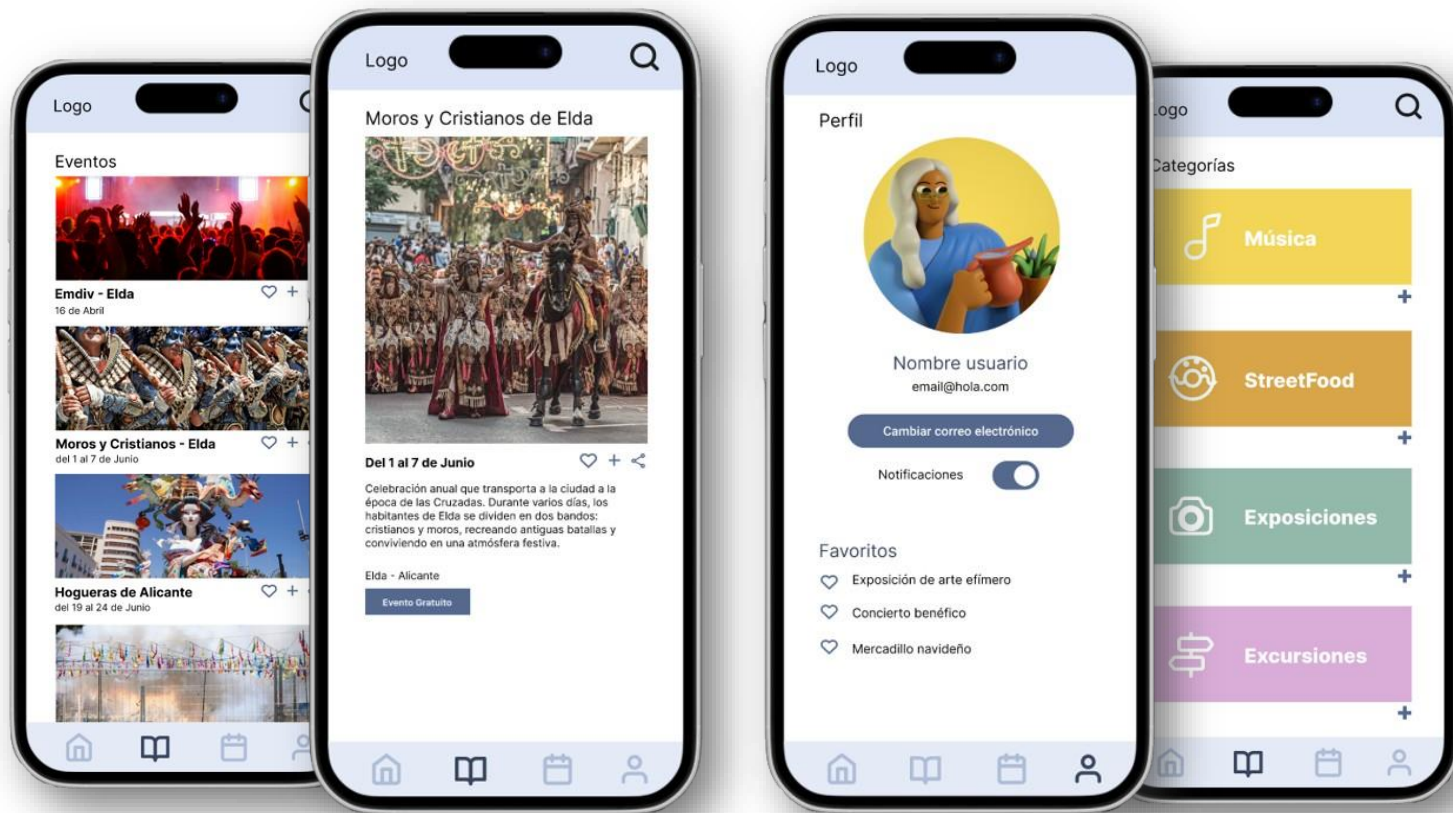 Logo
Eventos
Emdiv - Elda
16 de Abril
Moros y Cristianos - Elda
del 1 al 7 de Junio
Hogueras de Alicante
del 19 al 24 de Junio
Logo
Moros y Cristianos de Elda
Del 1 al 7 de Junio
Celebración anual que transporta a la ciudad a la
época de las Cruzadas. Durante varios días, los
habitantes de Elda se dividen en dos bandos:
cristianos y moros, recreando antiguas batallas y
conviviendo en una atmósfera festiva.
Elda - Alicante
Evento Gratuito
Logo
Perfil
Nombre usuario
email@hola.com
Cambiar correo electrónico
Notificaciones
Favoritos
Exposición de arte efímero
Concierto benéfico
Mercadillo navideño
Logo
Categorías
Música
StreetFood
Exposiciones
Excursiones